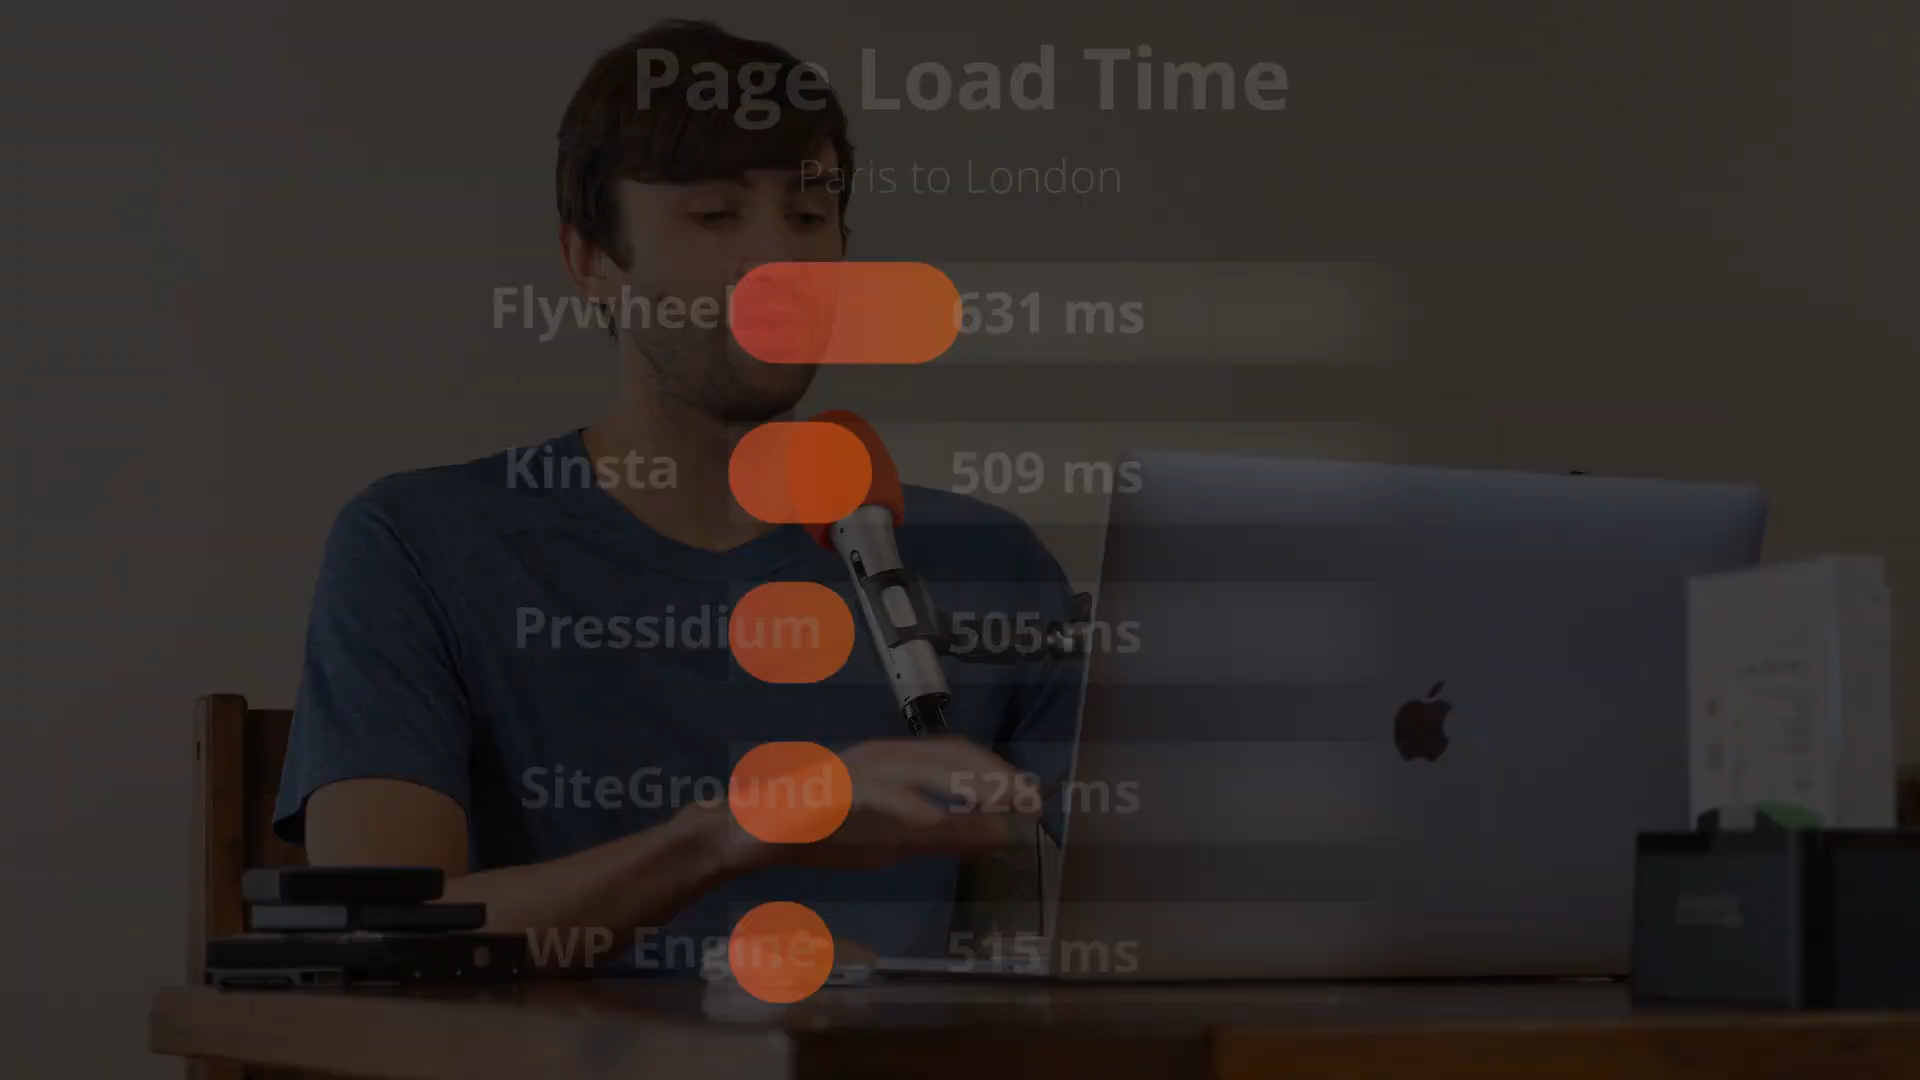 Page Load Time
Paris to London
Flywheel 631 ms
Kinsta 509 ms
Pressidium 505 ms
SiteGround 528 ms
WP Engine 515 ms